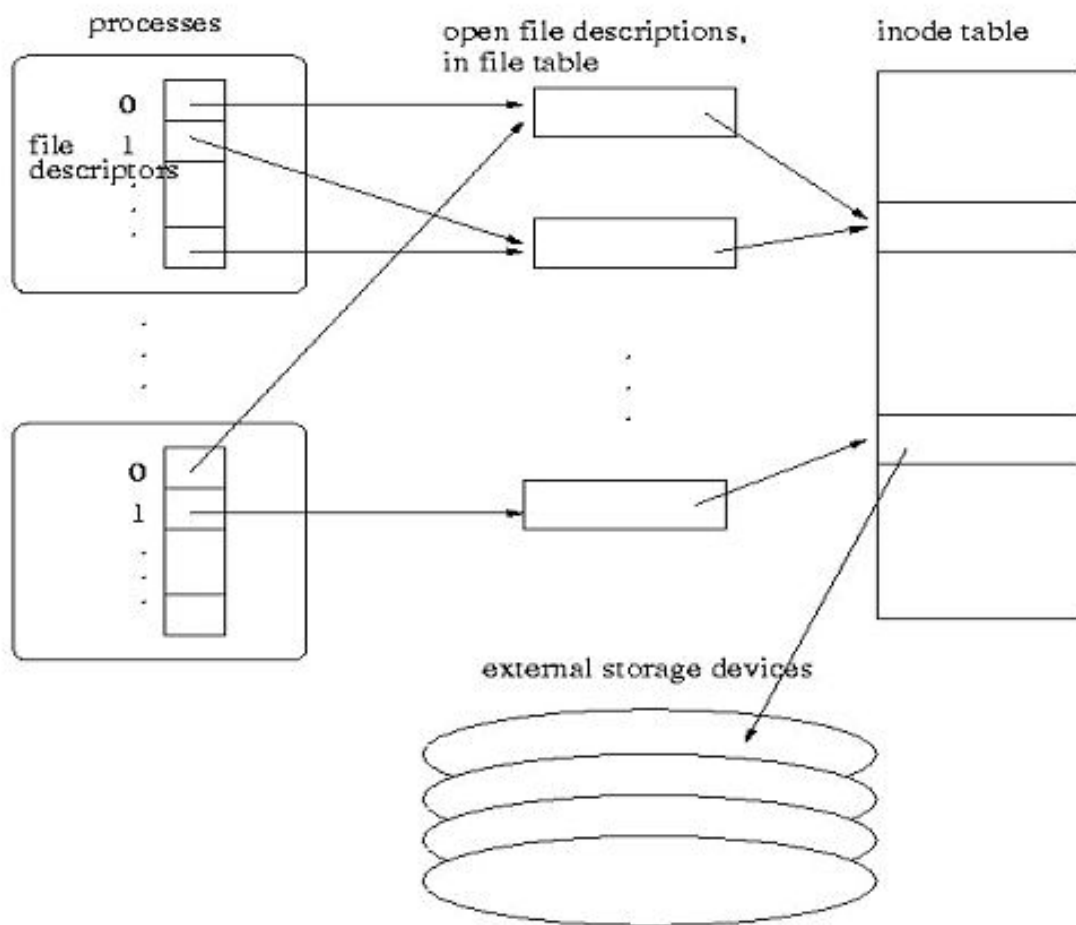 processes
open file descriptions,
in file table
inode table
0
file
descriptors
1
0
1
external storage devices